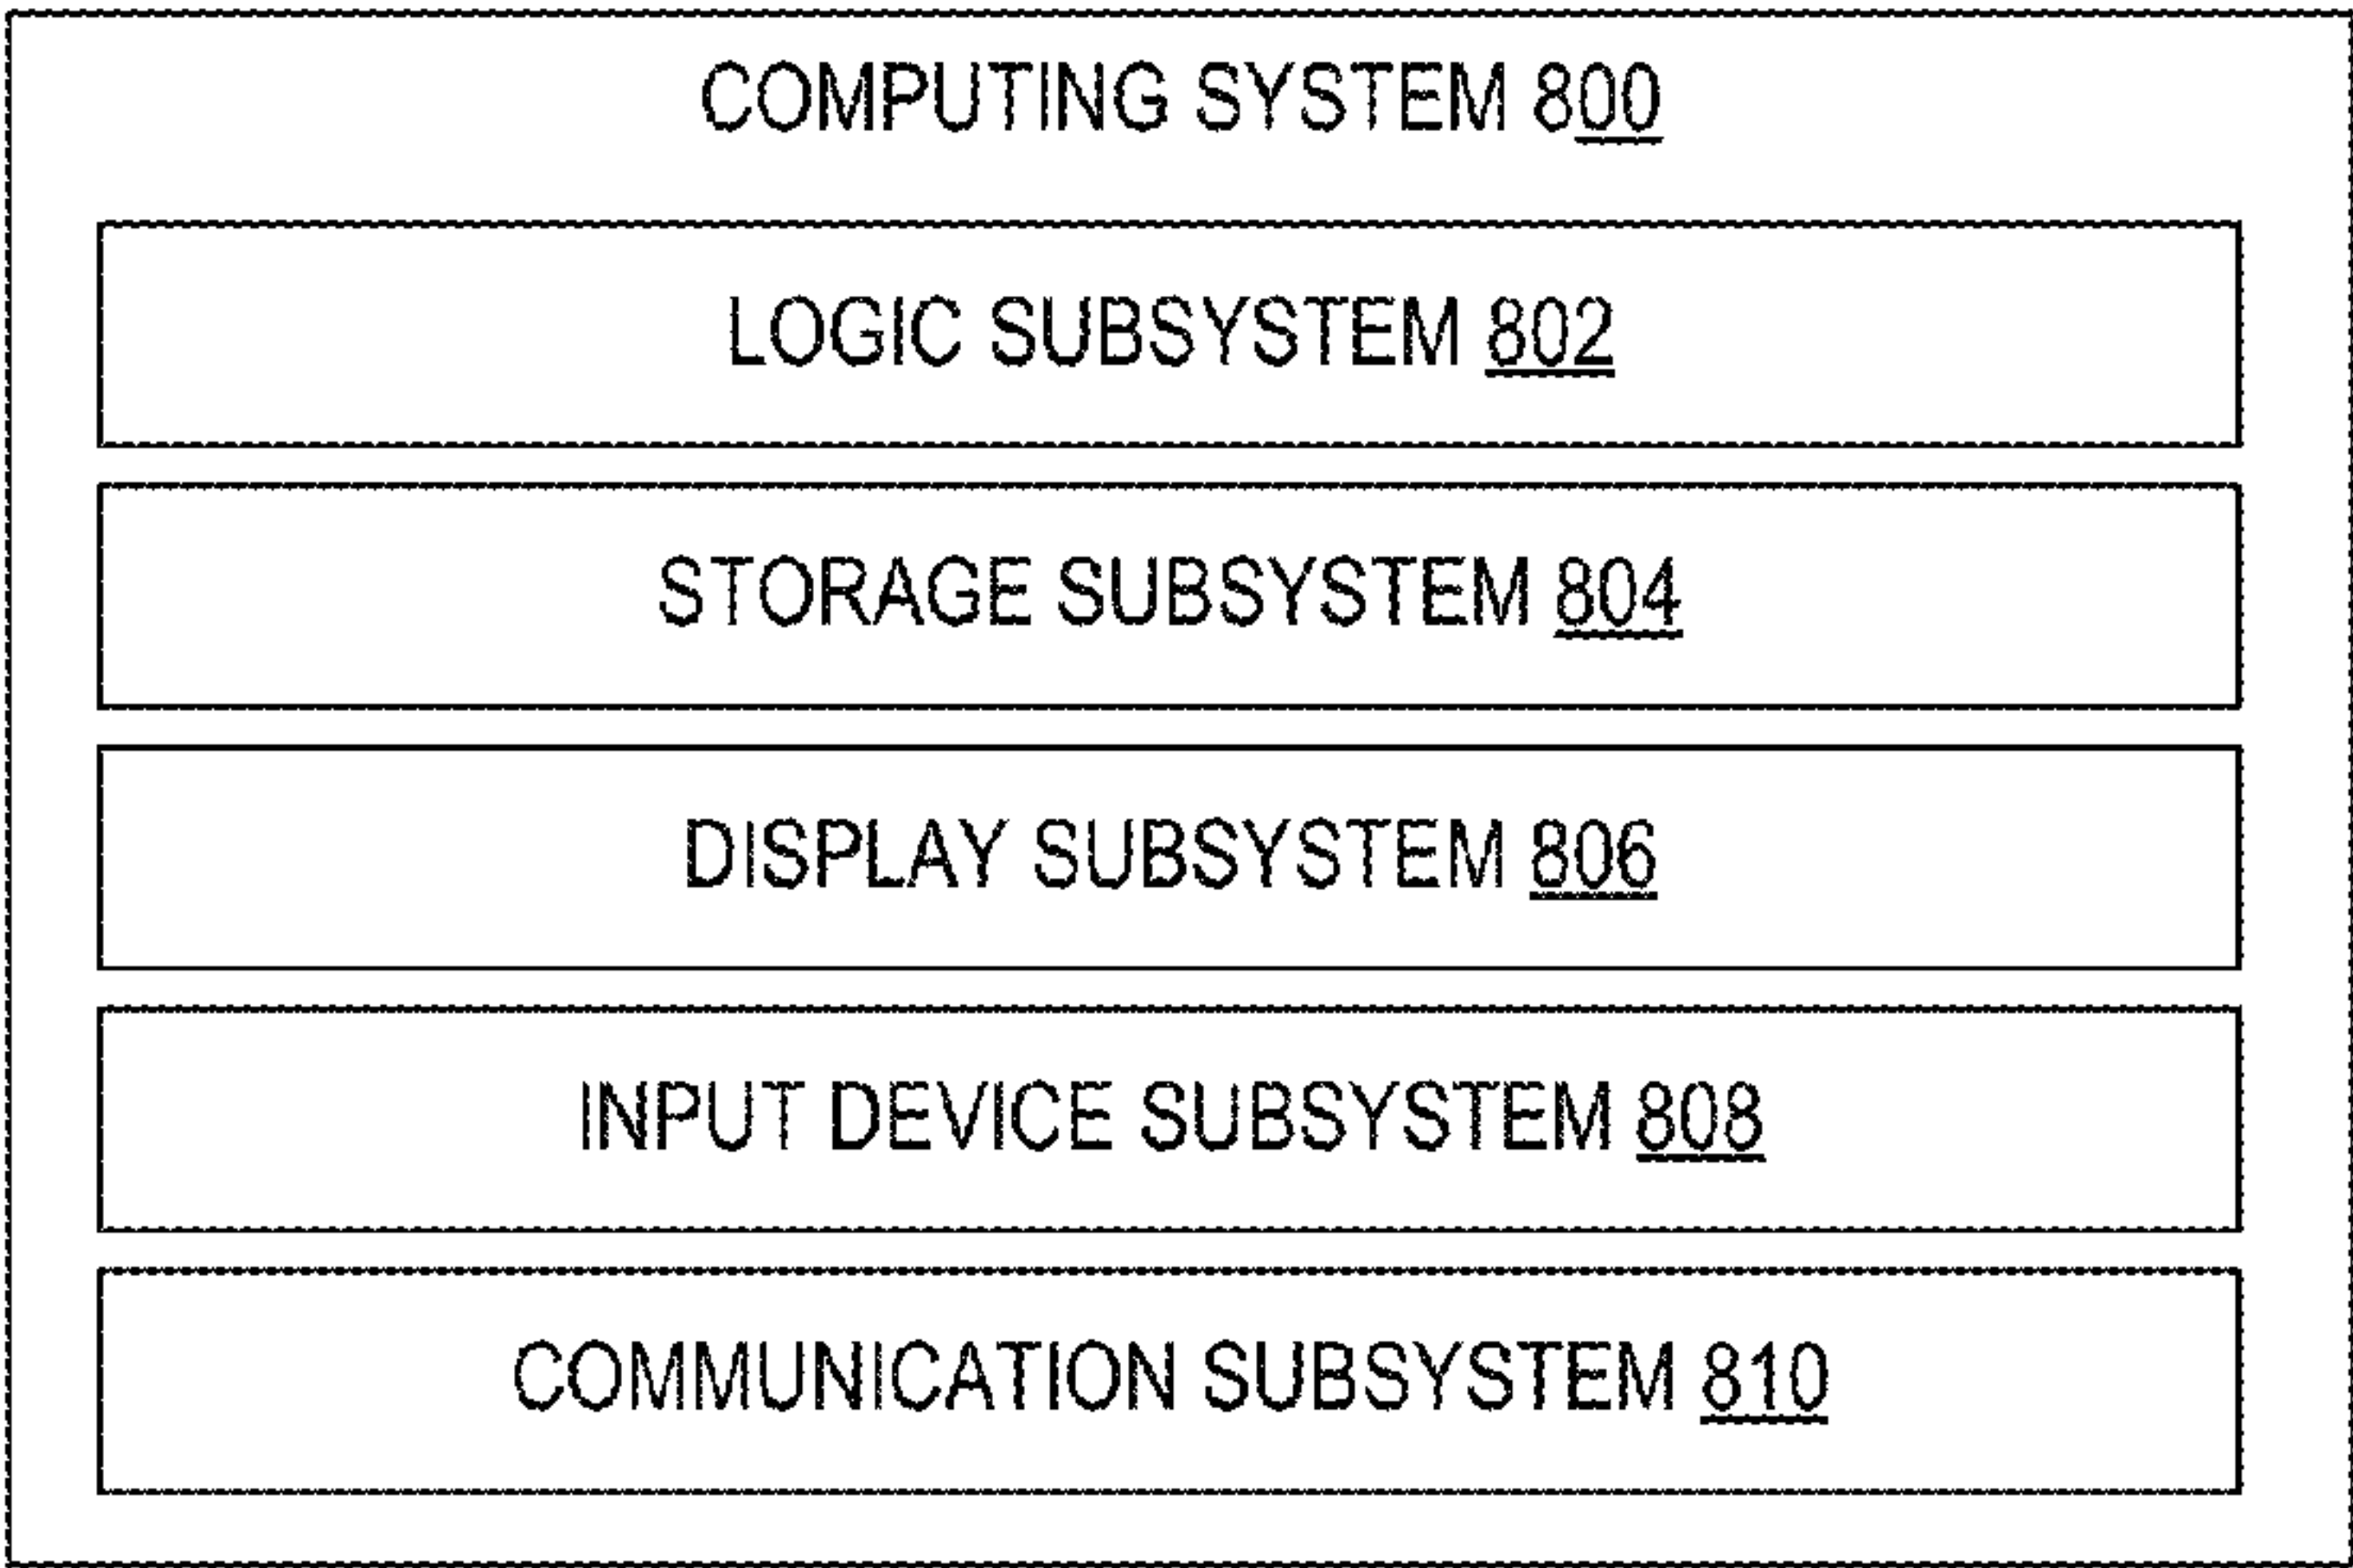 COMPUTING SYSTEM 800
LOGIC SUBSYSTEM 802
STORAGE SUBSYSTEM 804
DISPLAY SUBSYSTEM 806
INPUT DEVICE SUBSYSTEM 808
COMMUNICATION SUBSYSTEM 810